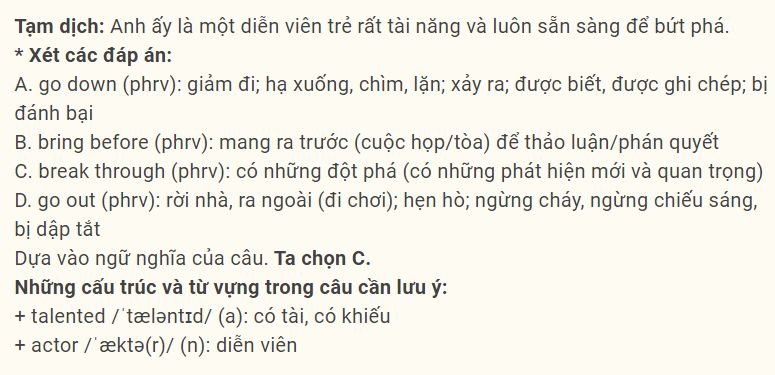 Tạm dịch: Anh ấy là một diễn viên trẻ rất tài năng và luôn sẵn sàng để bứt phá.
* Xét các đáp án:
A. go down (phrv): giảm đi; hạ xuống, chìm, lặn; xảy ra; được biết, được ghi chép; bị
đánh bại
B. bring before (phrv): mang ra trước (cuộc họp/tòa) để thảo luận/phán quyết
C. break through (phrv): có những đột phá (có những phát hiện mới và quan trọng)
D. go out (phrv): rời nhà, ra ngoài (đi chơi); hẹn hò; ngừng cháy, ngừng chiếu sáng,
bị dập tắt
Dựa vào ngữ nghĩa của câu. Ta chọn C.
Những cấu trúc và từ vựng trong câu cần lưu ý:
+ talented /ˈtæləntɪd/ (a): có tài, có khiếu
+ actor /ˈæktə(r)/ (n): diễn viên